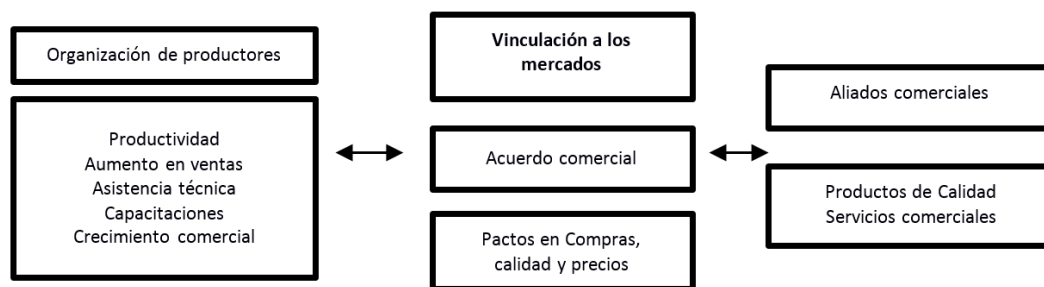 Organización de productores
Productividad
Aumento en ventas
Asistencia técnica
Capacitaciones
Crecimiento comercial
Vinculación a los
mercados
Acuerdo comercial
Pactos en Compras,
calidad y precios
Aliados comerciales
Productos de Calidad
Servicios comerciales